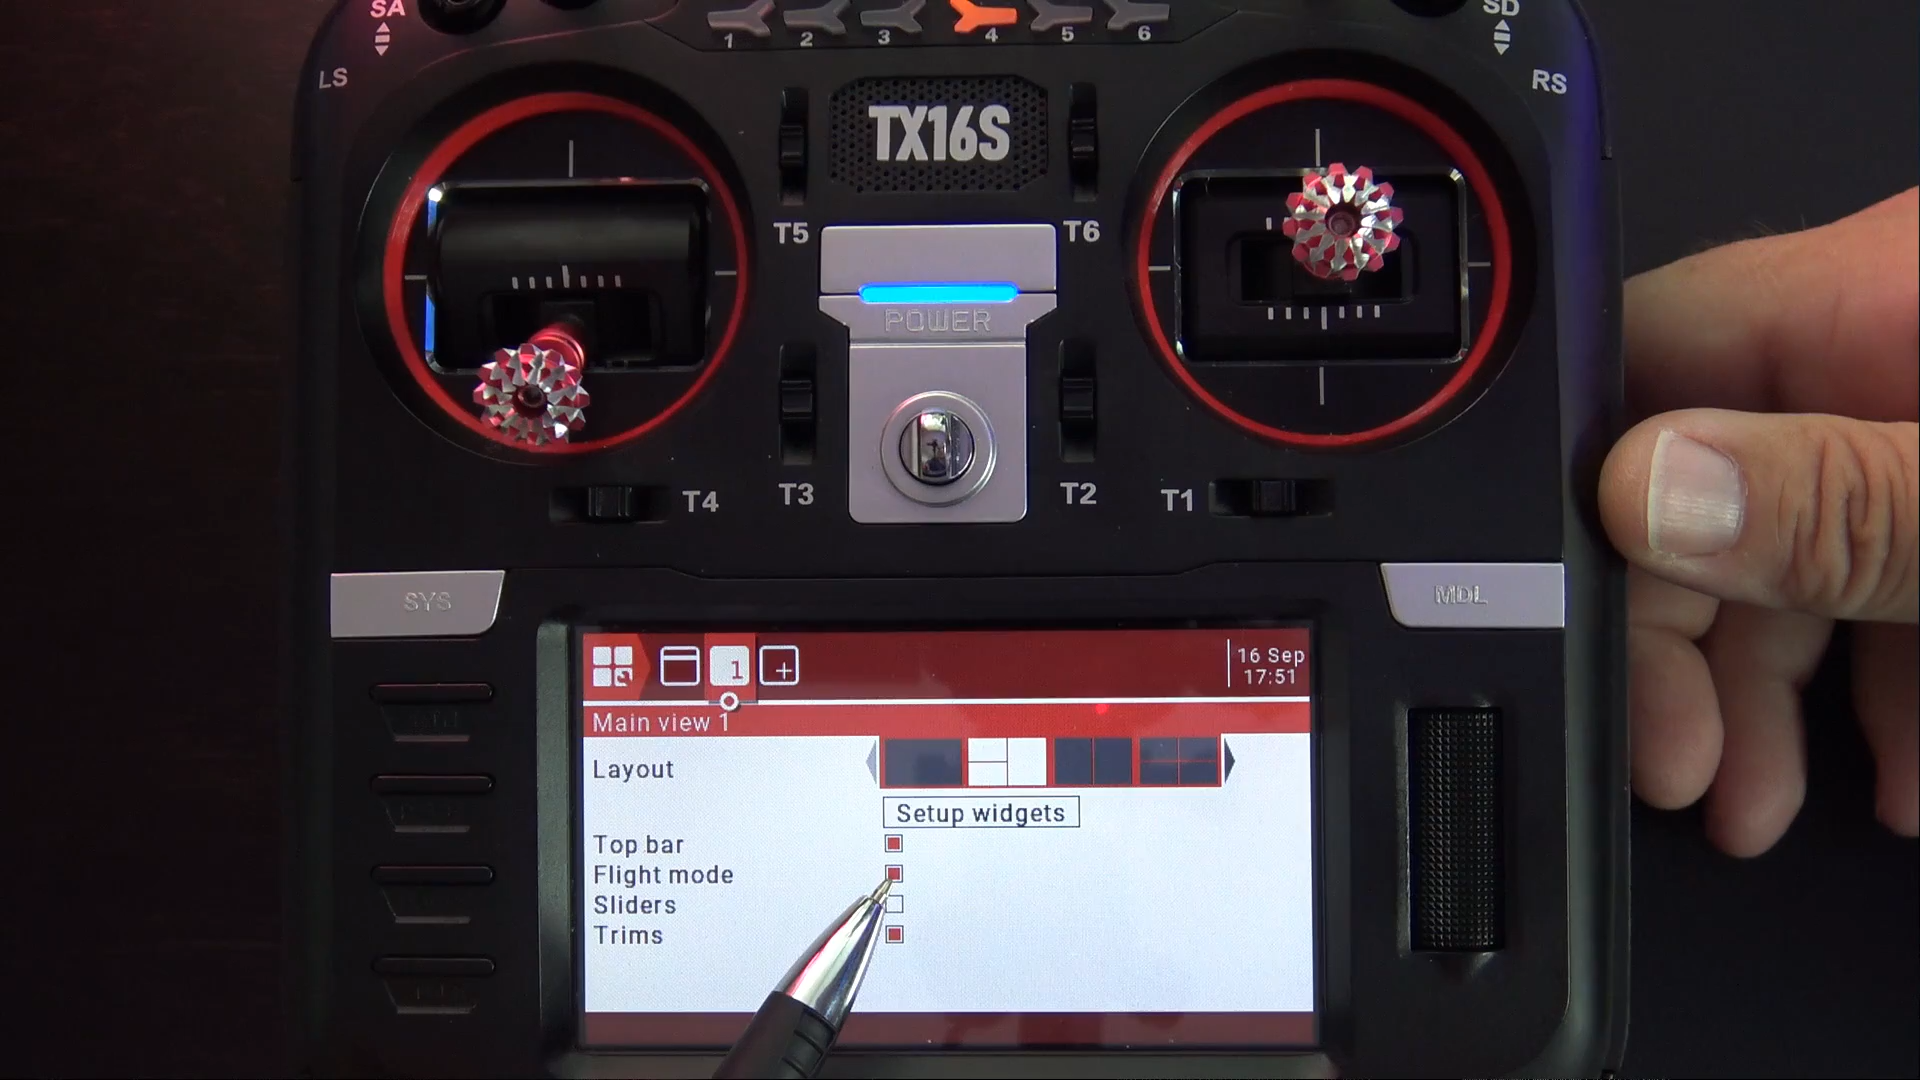 SA
SD
1 2 3 4 5 6
LS
RS
TX16S
T5
T6
POWER
T4
T3
T2
T1
SYS
MDL
1
16 Sep
17:51
Main view 1
Layout
Setup widgets
Top bar
Flight mode
Sliders
Trims